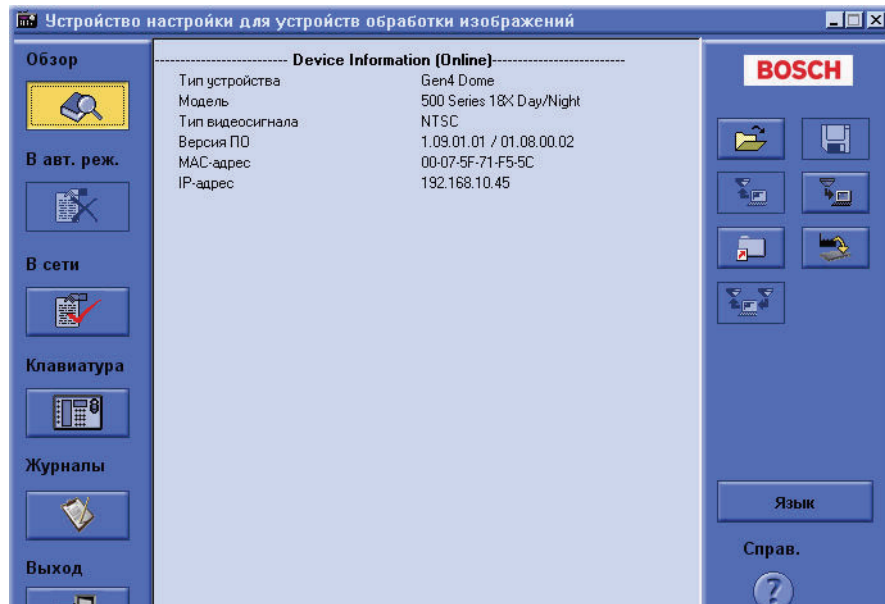 Устройство настройки для устройств обработки изображений
Обзор
В авт. реж.
В сети
Клавиатура
Журналы
Выход
------------------------- Device Information (Online)-------------------------
Тип устройства Gen4 Dome
Модель 500 Series 18X Day/Night
Тип видеосигнала NTSC
Версия ПО 1.09.01.01 / 01.08.00.02
MAC-адрес 00-07-5F-71-F5-5C
IP-адрес 192.168.10.45
BOSCH
Язык
Справ.
?